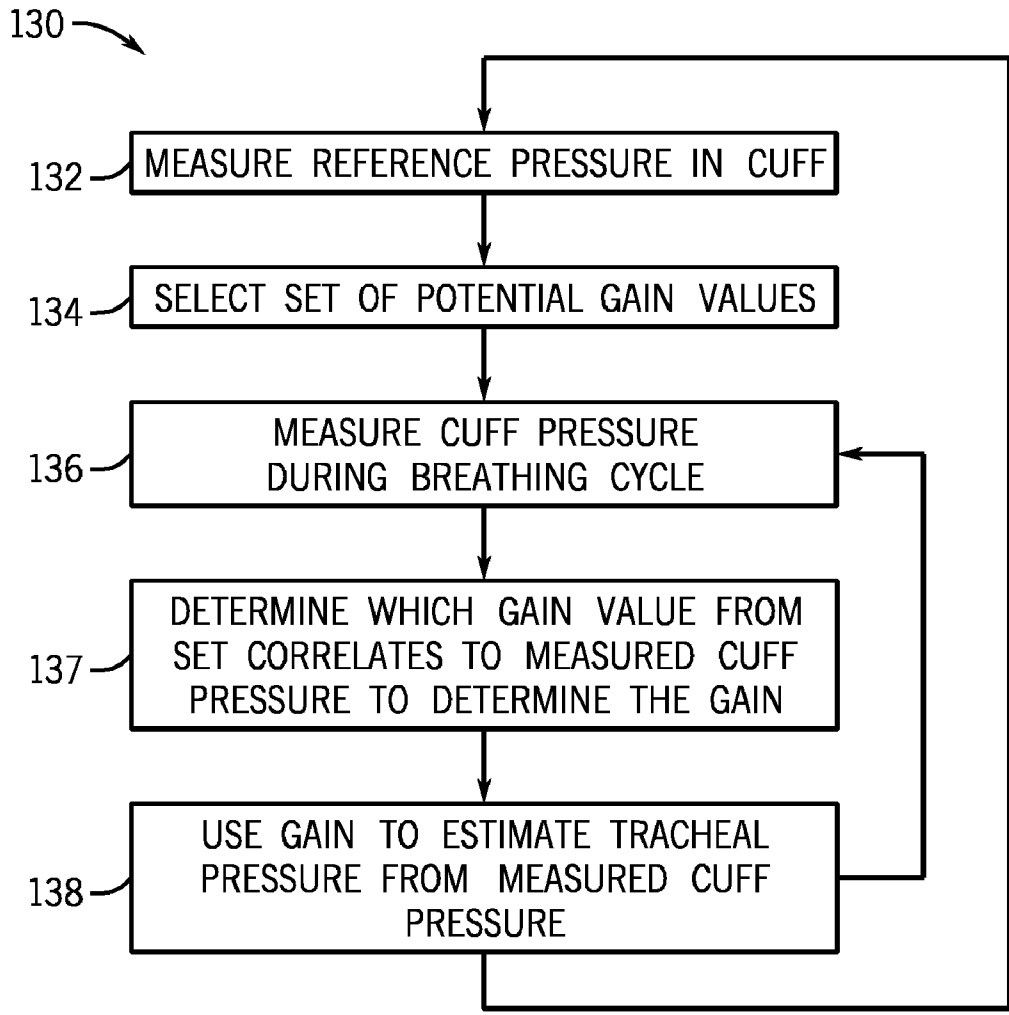 130
132
MEASURE REFERENCE PRESSURE IN CUFF
134
SELECT SET OF POTENTIAL GAIN VALUES
136
MEASURE CUFF PRESSURE
DURING BREATHING CYCLE
137
DETERMINE WHICH GAIN VALUE FROM
SET CORRELATES TO MEASURED CUFF
PRESSURE TO DETERMINE THE GAIN
138
USE GAIN TO ESTIMATE TRACHEAL
PRESSURE FROM MEASURED CUFF
PRESSURE